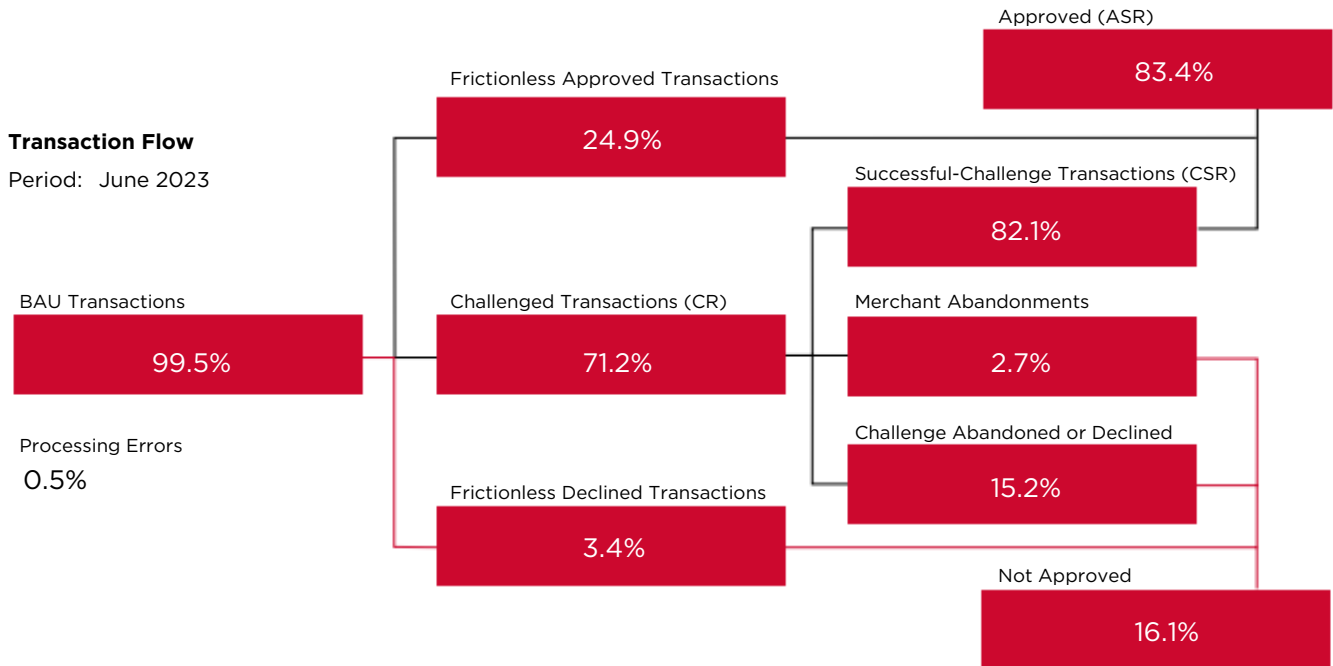 Transaction Flow
Period: June 2023
BAU Transactions
99.5%
Processing Errors
0.5%
Frictionless Approved Transactions
24.9%
Challenged Transactions (CR)
71.2%
Frictionless Declined Transactions
3.4%
Approved (ASR)
83.4%
Successful-Challenge Transactions (CSR)
82.1%
Merchant Abandonments
2.7%
Challenge Abandoned or Declined
15.2%
Not Approved
16.1%